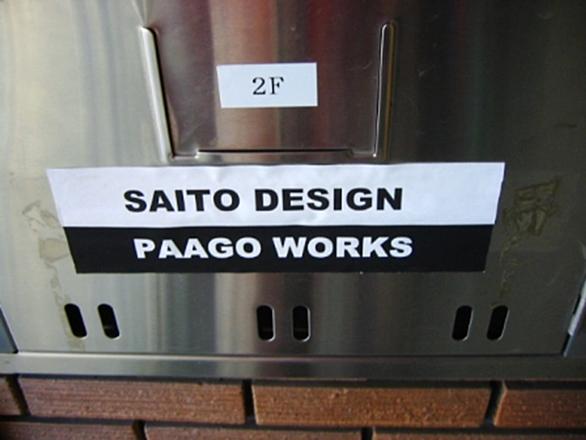 2F
SAITO DESIGN
PAAGO WORKS